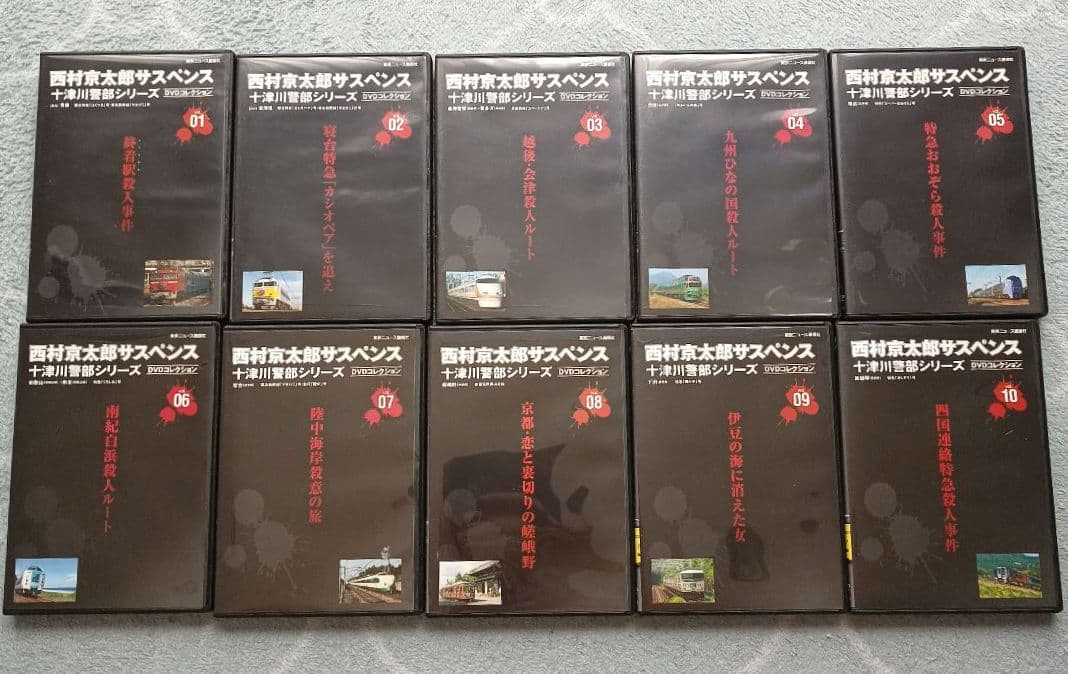 東京ニュース通信社
西村京太郎サスペンス
十津川警部シリーズ DVDコレクション
01
終着駅殺人事件
西村京太郎サスペンス
十津川警部シリーズ DVDコレクション
02
寝台特急「カシオペア」を追え
西村京太郎サスペンス
十津川警部シリーズ DVDコレクション
03
越後・会津殺人ルート
西村京太郎サスペンス
十津川警部シリーズ DVDコレクション
04
九州ひなの国殺人ルート
西村京太郎サスペンス
十津川警部シリーズ DVDコレクション
05
特急おおぞら殺人事件
西村京太郎サスペンス
十津川警部シリーズ DVDコレクション
06
南紀白浜殺人ルート
西村京太郎サスペンス
十津川警部シリーズ DVDコレクション
07
陸中海岸殺意の旅
西村京太郎サスペンス
十津川警部シリーズ DVDコレクション
08
京都・恋と裏切りの嵯峨野
西村京太郎サスペンス
十津川警部シリーズ DVDコレクション
09
伊豆の海に消えた女
西村京太郎サスペンス
十津川警部シリーズ DVDコレクション
10
四国連絡特急殺人事件